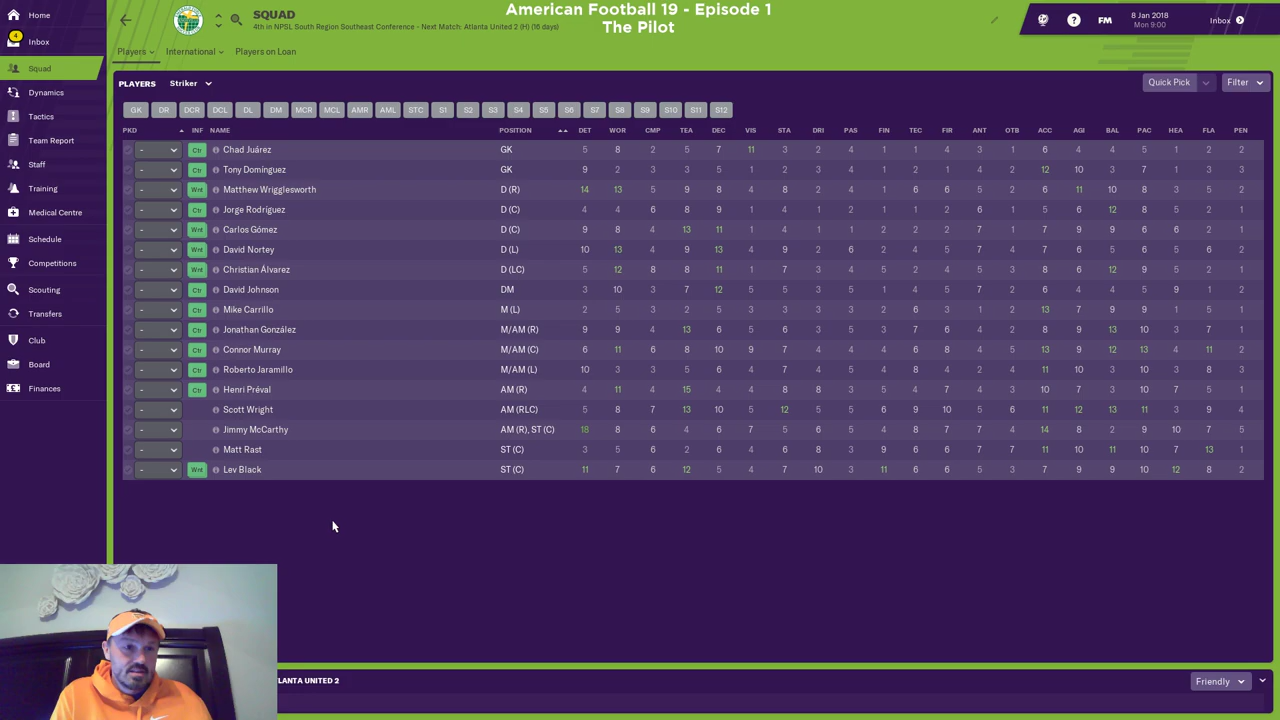 American Football 19 - Episode 1
The Pilot
SQUAD
4th in NPSL South Region Southeast Conference - Next Match: Atlanta United 2 (H) (16 days)
FM
8 Jan 2018
Mon 9:00
Inbox
Home
4
Inbox
Squad
Dynamics
Tactics
Team Report
Staff
Training
Medical Centre
Schedule
Competitions
Scouting
Transfers
Club
Board
Finances
Players International Players on Loan
PLAYERS Striker Quick Pick Filter
GK DR DCR DCL DL DM MCR MCL AMR AML STC S1 S2 S3 S4 S5 S6 S7 S8 S9 S10 S11 S12
PKD INF NAME POSITION DET WOR CMP TEA DEC VIS STA DRI PAS FIN TEC FIR ANT OTB ACC AGI BAL PAC HEA FLA PEN
- Ctr Chad Juárez GK 5 8 2 5 7 11 3 2 4 1 1 4 3 1 6 4 4 5 1 2 2
- Ctr Tony Domínguez GK 9 2 3 3 5 1 3 4 2 1 4 2 1 4 12 10 3 7 1 3 3
- Wnt Matthew Wrigglesworth D (R) 14 13 5 9 8 4 8 2 4 1 6 6 5 2 6 11 10 8 3 5 2
- Ctr Jorge Rodríguez D (C) 4 4 6 8 9 1 4 1 2 1 1 2 6 1 5 6 12 8 5 2 1
- Wnt Carlos Gómez D (C) 9 8 4 13 11 1 4 1 1 2 2 2 7 1 7 9 9 6 6 2 1
- Wnt David Nortey D (L) 10 13 4 9 13 4 9 2 6 2 4 5 7 4 7 6 5 6 5 6 2
- Wnt Christian Álvarez D (LC) 5 12 8 8 11 1 7 3 4 5 2 4 5 3 8 6 12 9 5 2 1
- Ctr David Johnson DM 3 10 3 7 12 5 5 3 5 1 4 5 7 2 6 4 4 5 9 1 2
- Ctr Mike Carrillo M (L) 2 5 3 2 5 3 3 3 3 2 6 3 1 2 13 7 9 9 1 4 2
- Ctr Jonathan González M/AM (R) 9 9 4 13 6 5 6 3 5 3 7 6 4 2 8 9 13 10 3 7 1
- Ctr Connor Murray M/AM (C) 6 11 6 8 10 9 7 4 4 4 6 8 4 5 13 9 12 13 4 11 2
- Ctr Roberto Jaramillo M/AM (L) 10 3 3 5 6 4 7 4 5 4 8 4 2 4 11 10 3 10 3 8 3
- Ctr Henri Préval AM (R) 4 11 4 15 4 4 8 8 3 5 4 7 4 3 10 7 3 10 7 5 1
- Scott Wright AM (RLC) 5 8 7 13 10 5 12 5 5 6 9 10 5 6 11 12 13 11 3 9 4
- Jimmy McCarthy AM (R), ST (C) 18 8 6 4 6 7 5 6 5 4 8 7 7 4 14 8 2 9 10 7 5
- Matt Rast ST (C) 3 5 6 2 6 4 6 8 3 9 6 6 7 7 11 10 11 10 7 13 1
- Wnt Lev Black ST (C) 11 7 6 12 5 4 7 10 3 11 6 6 5 3 7 9 9 10 12 8 2
ATLANTA UNITED 2
Friendly